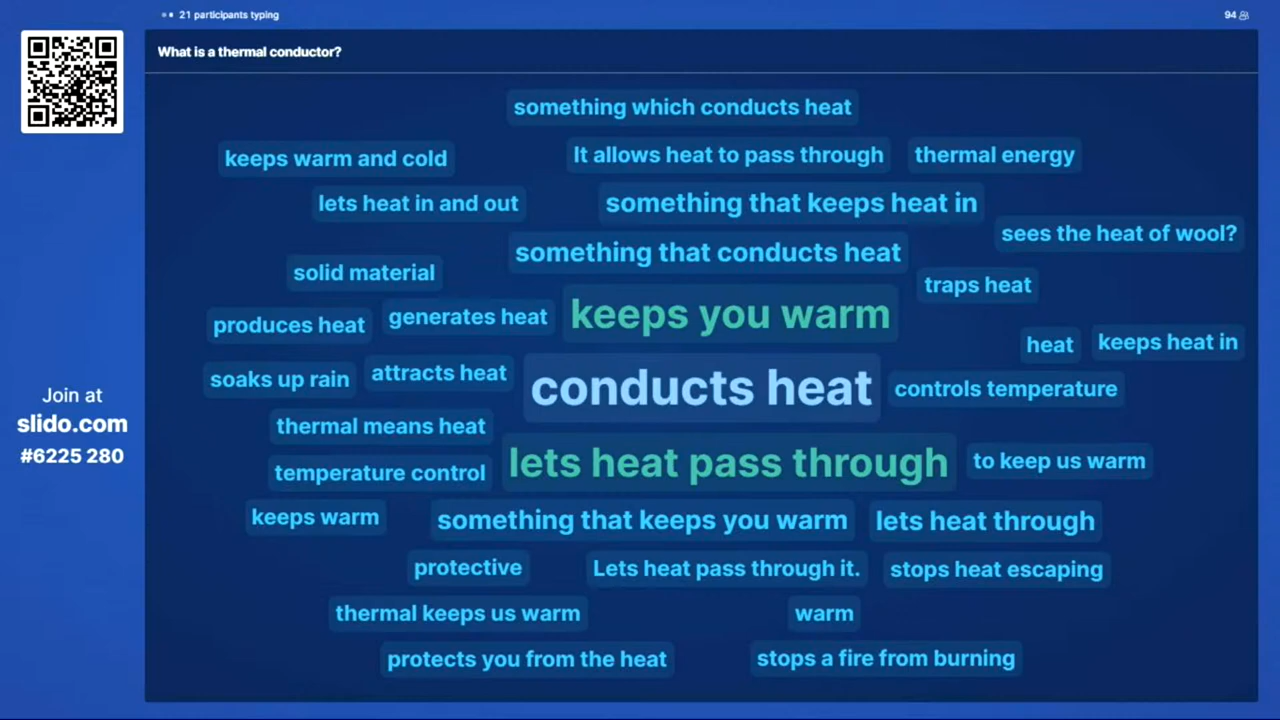 21 participants typing
94
What is a thermal conductor?
something which conducts heat
keeps warm and cold
It allows heat to pass through
thermal energy
lets heat in and out
something that keeps heat in
sees the heat of wool?
something that conducts heat
solid material
traps heat
keeps you warm
generates heat
produces heat
heat
keeps heat in
attracts heat
soaks up rain
conducts heat
controls temperature
Join at
slido.com
#6225 280
thermal means heat
lets heat pass through
to keep us warm
temperature control
keeps warm
something that keeps you warm
lets heat through
protective
Lets heat pass through it.
stops heat escaping
thermal keeps us warm
warm
protects you from the heat
stops a fire from burning